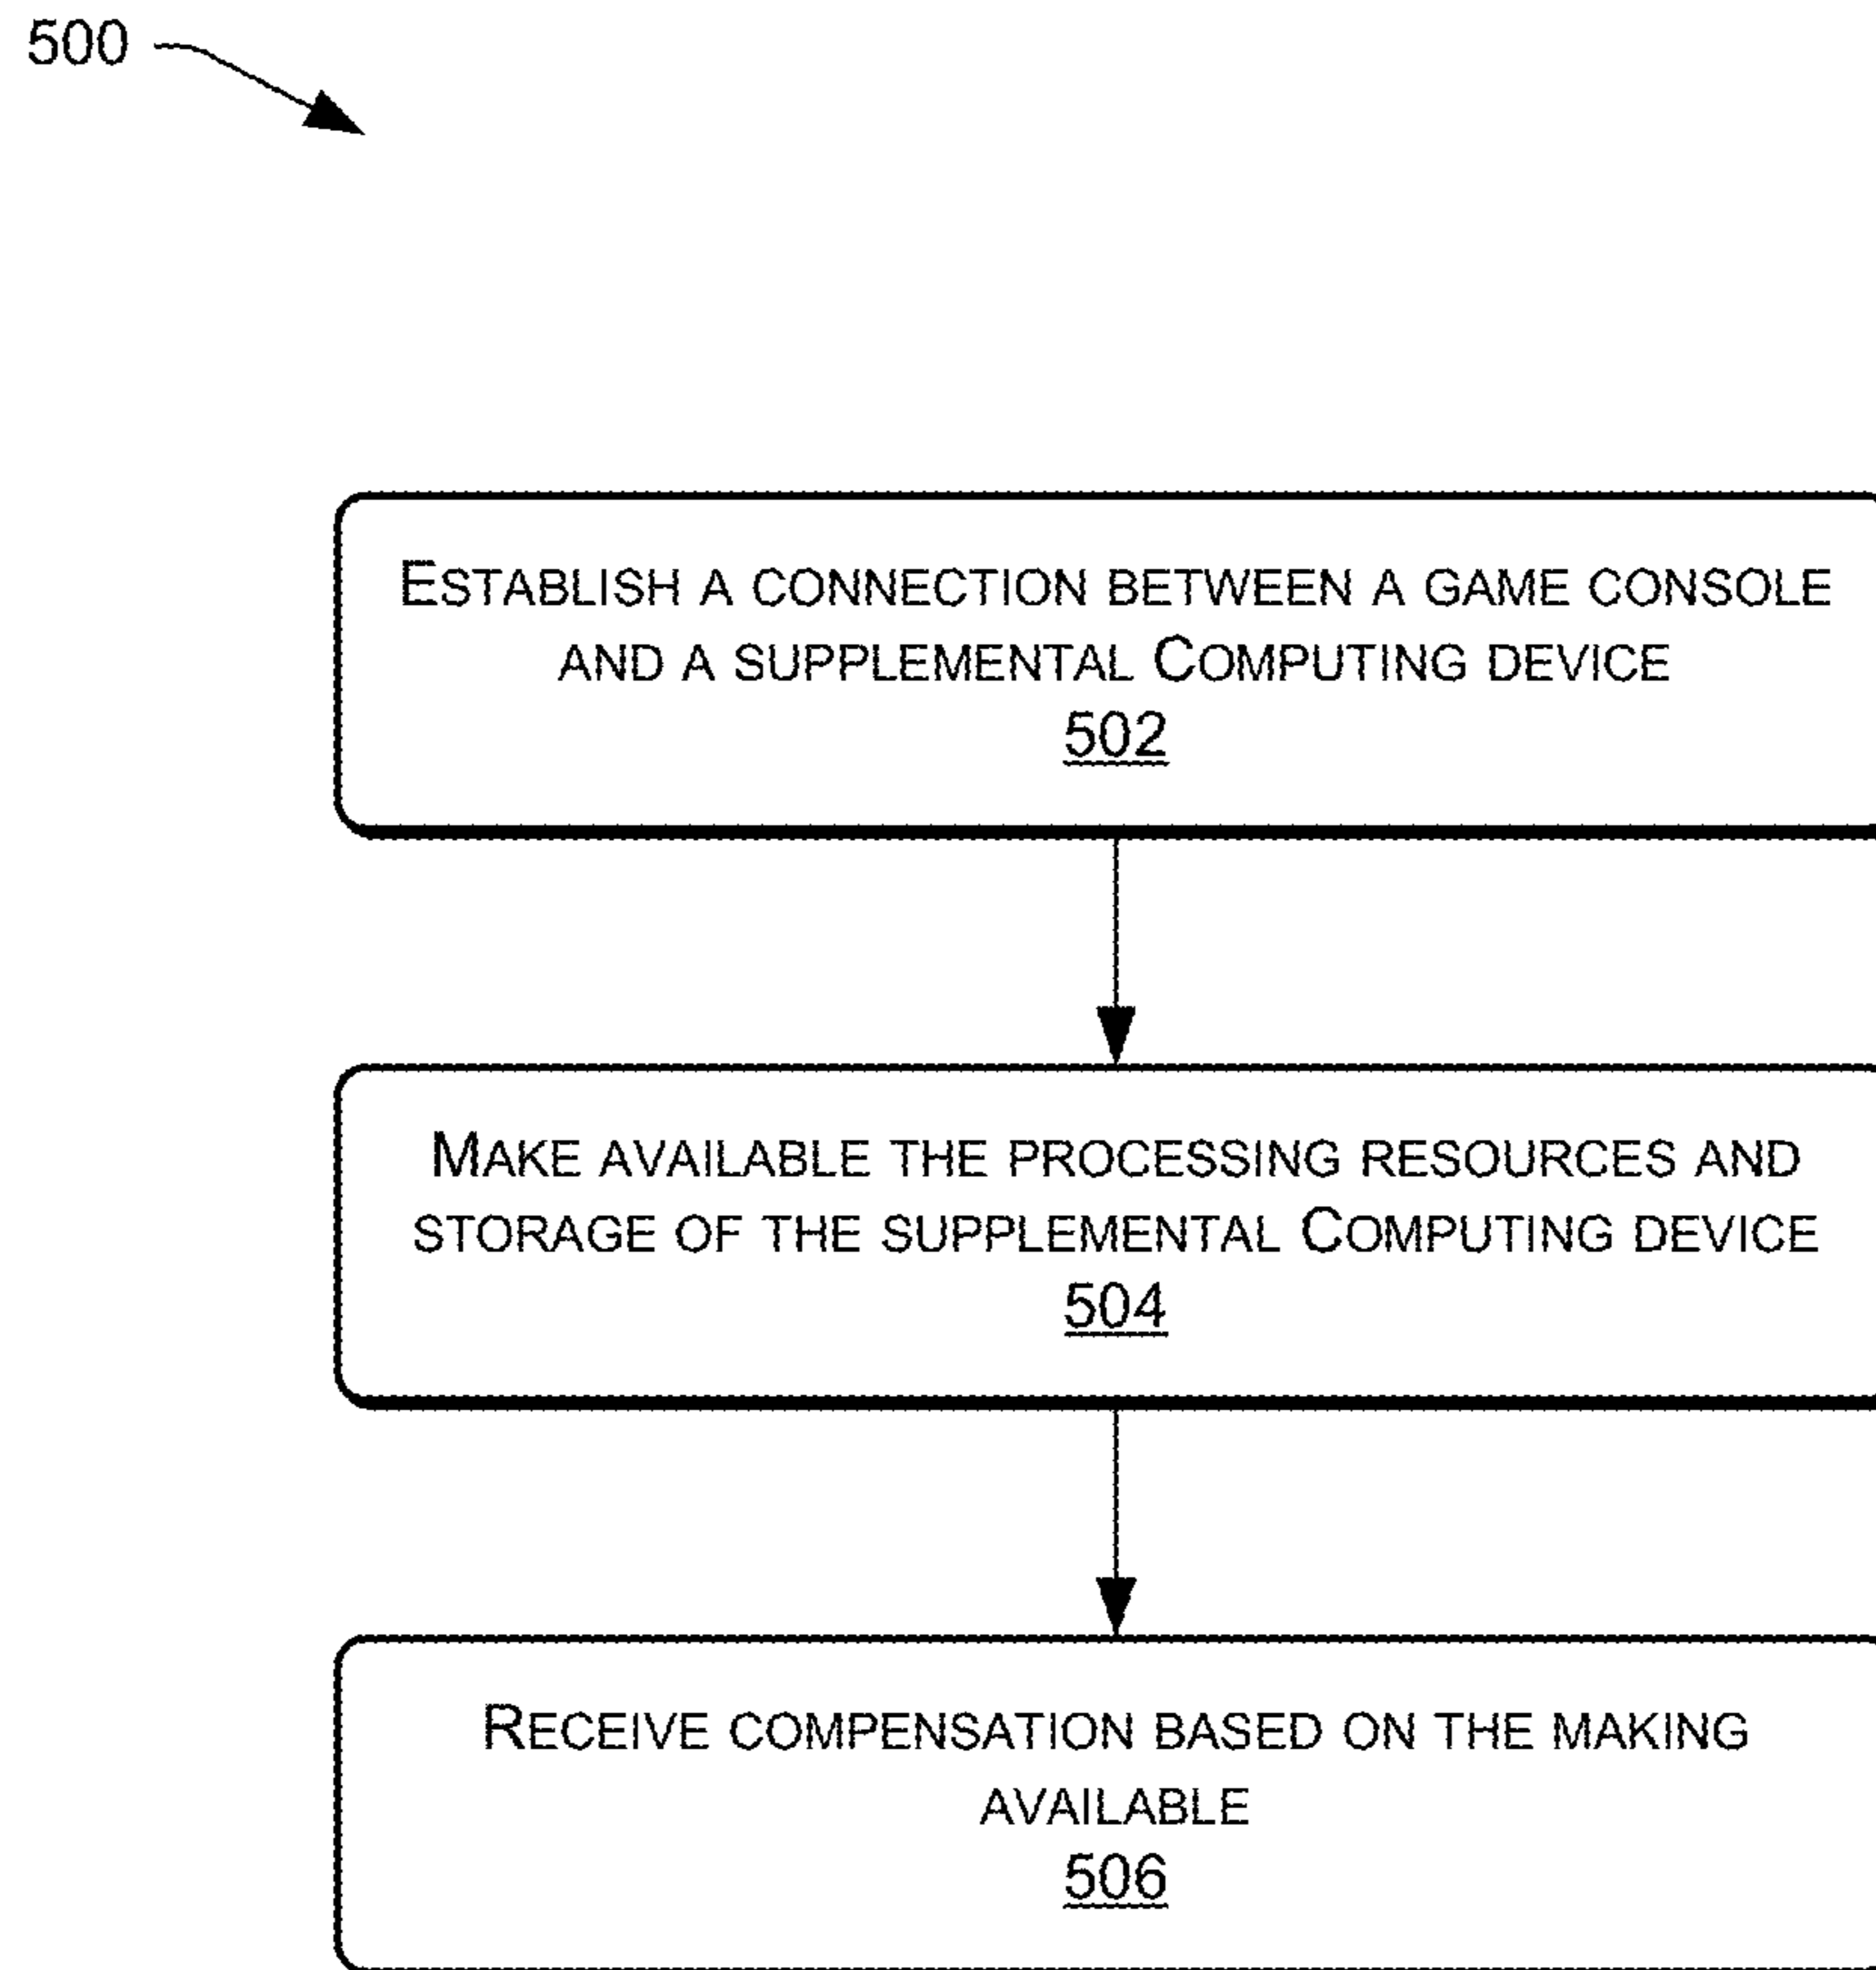 500
ESTABLISH A CONNECTION BETWEEN A GAME CONSOLE
AND A SUPPLEMENTAL COMPUTING DEVICE
502
MAKE AVAILABLE THE PROCESSING RESOURCES AND
STORAGE OF THE SUPPLEMENTAL COMPUTING DEVICE
504
RECEIVE COMPENSATION BASED ON THE MAKING
AVAILABLE
506